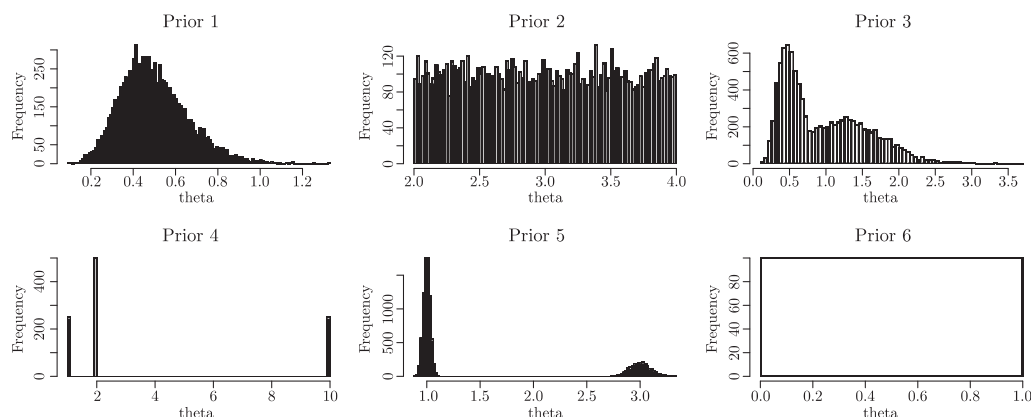 Prior 1
Prior 2
Prior 3
Frequency
0 50 150 250
0.2 0.4 0.6 0.8 1.0 1.2
theta
Frequency
0 40 80 120
2.0 2.5 3.0 3.5 4.0
theta
Frequency
0 200 400 600
0.0 0.5 1.0 1.5 2.0 2.5 3.0 3.5
theta
Prior 4
Prior 5
Prior 6
Frequency
0 200 400
2 4 6 8 10
theta
Frequency
0 500 1000
1.0 1.5 2.0 2.5 3.0
theta
Frequency
0 20 40 60 80
0.0 0.2 0.4 0.6 0.8 1.0
theta